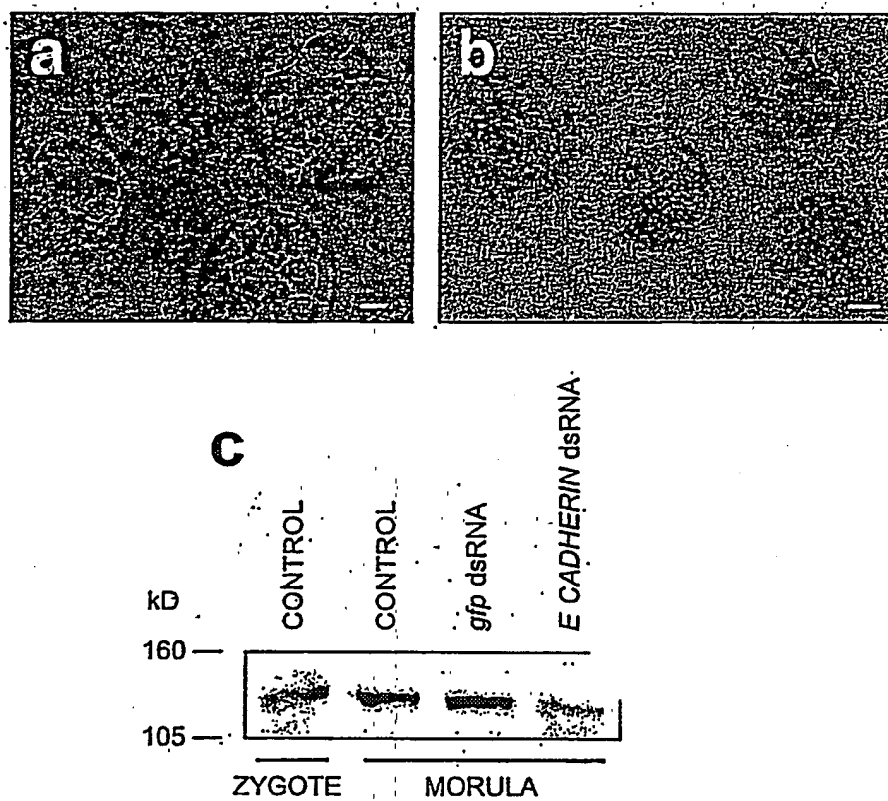 a
b
c
CONTROL
CONTROL
gfp dsRNA
E CADHERIN dsRNA
kD
160
105
ZYGOTE
MORULA